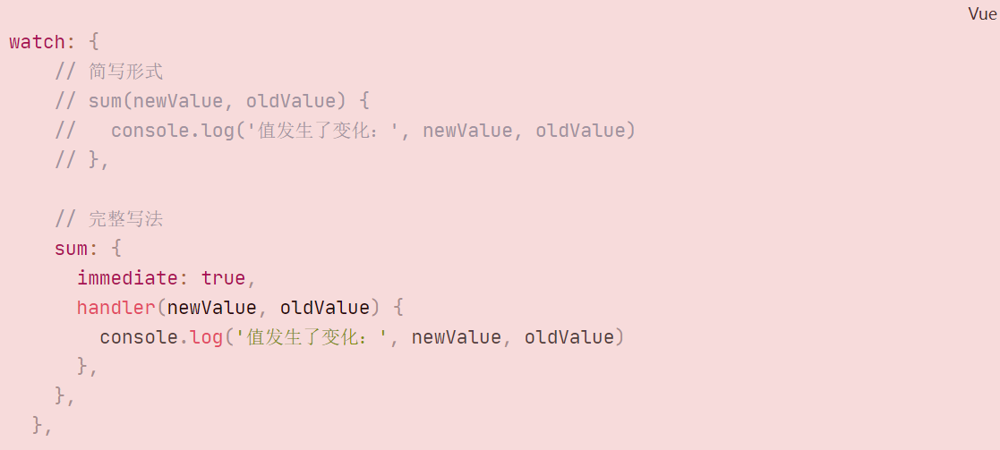 Vue
watch: {
    // 简写形式
    // sum(newValue, oldValue) {
    //   console.log('值发生了变化：', newValue, oldValue)
    // },

    // 完整写法
    sum: {
      immediate: true,
      handler(newValue, oldValue) {
        console.log('值发生了变化：', newValue, oldValue)
      },
    },
  },